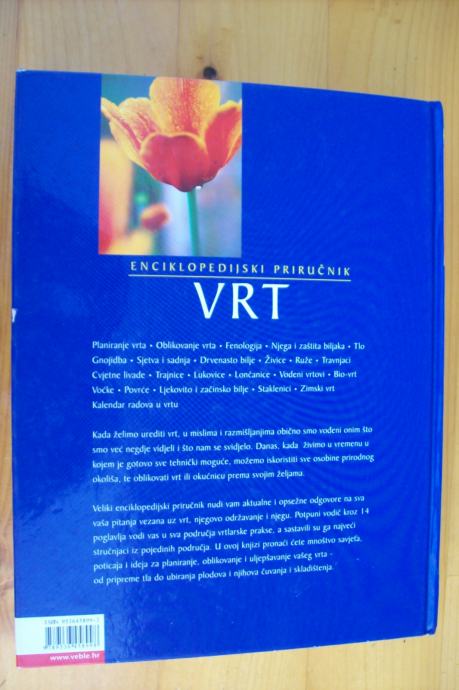 ENCIKLOPEDIJSKI PRIRUČNIK
VRT
Planiranje vrta • Oblikovanje vrta • Fenologija • Njega i zaštita biljaka • Tlo
Gnojidba • Sjetva i sadnja • Drvenasto bilje • Živice • Ruže • Travnjaci
Cvjetne livade • Trajnice • Lukovice • Lončanice • Vodeni vrtovi • Bio-vrt
Voćke • Povrće • Ljekovito i začinsko bilje • Staklenici • Zimski vrt
Kalendar radova u vrtu
Kada želimo urediti vrt, u mislima i razmišljanjima obično smo vođeni onim što
smo već negdje vidjeli i što nam se svidjelo. Danas, kada živimo u vremenu u
kojem je gotovo sve tehnički moguće, možemo iskoristiti sve osobine prirodnog
okoliša, te oblikovati vrt ili okućnicu prema svojim željama.
Veliki enciklopedijski priručnik nudi vam aktualne i opsežne odgovore na sva
vaša pitanja vezana uz vrt, njegovo održavanje i njegu. Potpuni vodič kroz 14
poglavlja vodi vas u sva područja vrtlarske prakse, a sastavili su ga najveći
stručnjaci iz pojedinih područja. U ovoj knjizi pronaći ćete mnoštvo savjeta,
poticaja i ideja za planiranje, oblikovanje i uljepšavanje vašeg vrta -
od pripreme tla do ubiranja plodova i njihova čuvanja i skladištenja.
ISBN
www.veble.hr